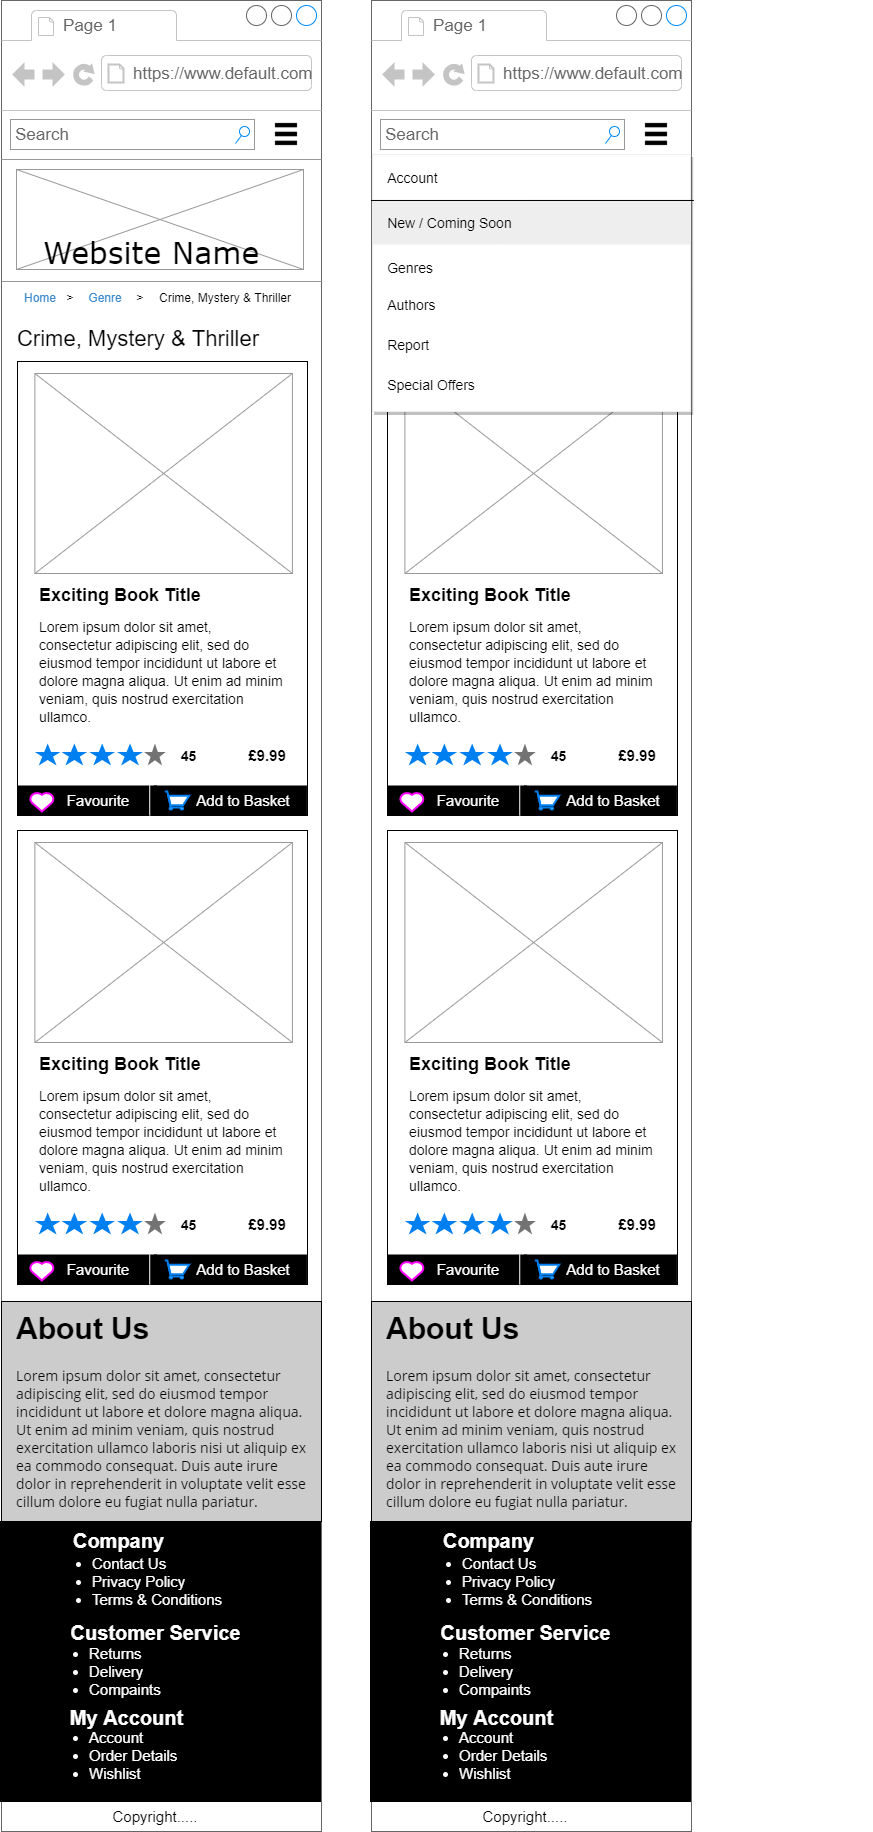 Page 1
https://www.default.com
Search
Website Name
Home > Genre > Crime, Mystery & Thriller
Crime, Mystery & Thriller
Exciting Book Title
Lorem ipsum dolor sit amet,
consectetur adipiscing elit, sed do
eiusmod tempor incididunt ut labore et
dolore magna aliqua. Ut enim ad minim
veniam, quis nostrud exercitation
ullamco.
45 £9.99
Favourite Add to Basket
Exciting Book Title
Lorem ipsum dolor sit amet,
consectetur adipiscing elit, sed do
eiusmod tempor incididunt ut labore et
dolore magna aliqua. Ut enim ad minim
veniam, quis nostrud exercitation
ullamco.
45 £9.99
Favourite Add to Basket
About Us
Lorem ipsum dolor sit amet, consectetur
adipiscing elit, sed do eiusmod tempor
incididunt ut labore et dolore magna aliqua.
Ut enim ad minim veniam, quis nostrud
exercitation ullamco laboris nisi ut aliquip ex
ea commodo consequat. Duis aute irure
dolor in reprehenderit in voluptate velit esse
cillum dolore eu fugiat nulla pariatur.
Company
• Contact Us
• Privacy Policy
• Terms & Conditions
Customer Service
• Returns
• Delivery
• Compaints
My Account
• Account
• Order Details
• Wishlist
Copyright.....
Page 1
https://www.default.com
Search
Account
New / Coming Soon
Genres
Authors
Report
Special Offers
Exciting Book Title
Lorem ipsum dolor sit amet,
consectetur adipiscing elit, sed do
eiusmod tempor incididunt ut labore et
dolore magna aliqua. Ut enim ad minim
veniam, quis nostrud exercitation
ullamco.
45 £9.99
Favourite Add to Basket
Exciting Book Title
Lorem ipsum dolor sit amet,
consectetur adipiscing elit, sed do
eiusmod tempor incididunt ut labore et
dolore magna aliqua. Ut enim ad minim
veniam, quis nostrud exercitation
ullamco.
45 £9.99
Favourite Add to Basket
About Us
Lorem ipsum dolor sit amet, consectetur
adipiscing elit, sed do eiusmod tempor
incididunt ut labore et dolore magna aliqua.
Ut enim ad minim veniam, quis nostrud
exercitation ullamco laboris nisi ut aliquip ex
ea commodo consequat. Duis aute irure
dolor in reprehenderit in voluptate velit esse
cillum dolore eu fugiat nulla pariatur.
Company
• Contact Us
• Privacy Policy
• Terms & Conditions
Customer Service
• Returns
• Delivery
• Compaints
My Account
• Account
• Order Details
• Wishlist
Copyright.....